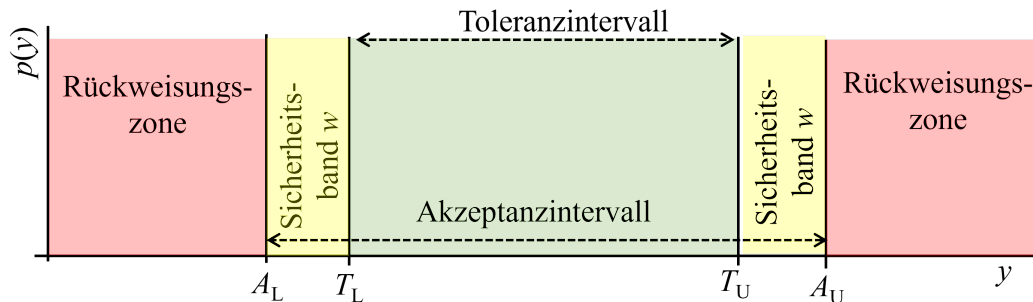 Toleranzintervall
p(y)
Rückweisungs-
zone
Sicherheits-
band w
Akzeptanzintervall
Sicherheits-
band w
Rückweisungs-
zone
A_L
T_L
T_U
A_U
y